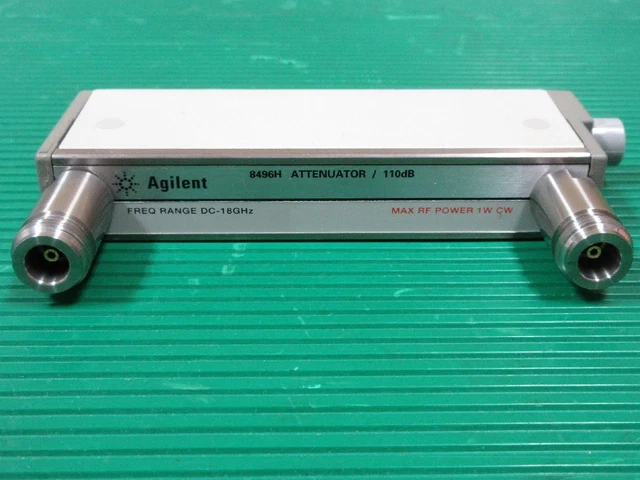 Agilent 8496H ATTENUATOR / 110dB
FREQ RANGE DC-18GHz MAX RF POWER 1W CW